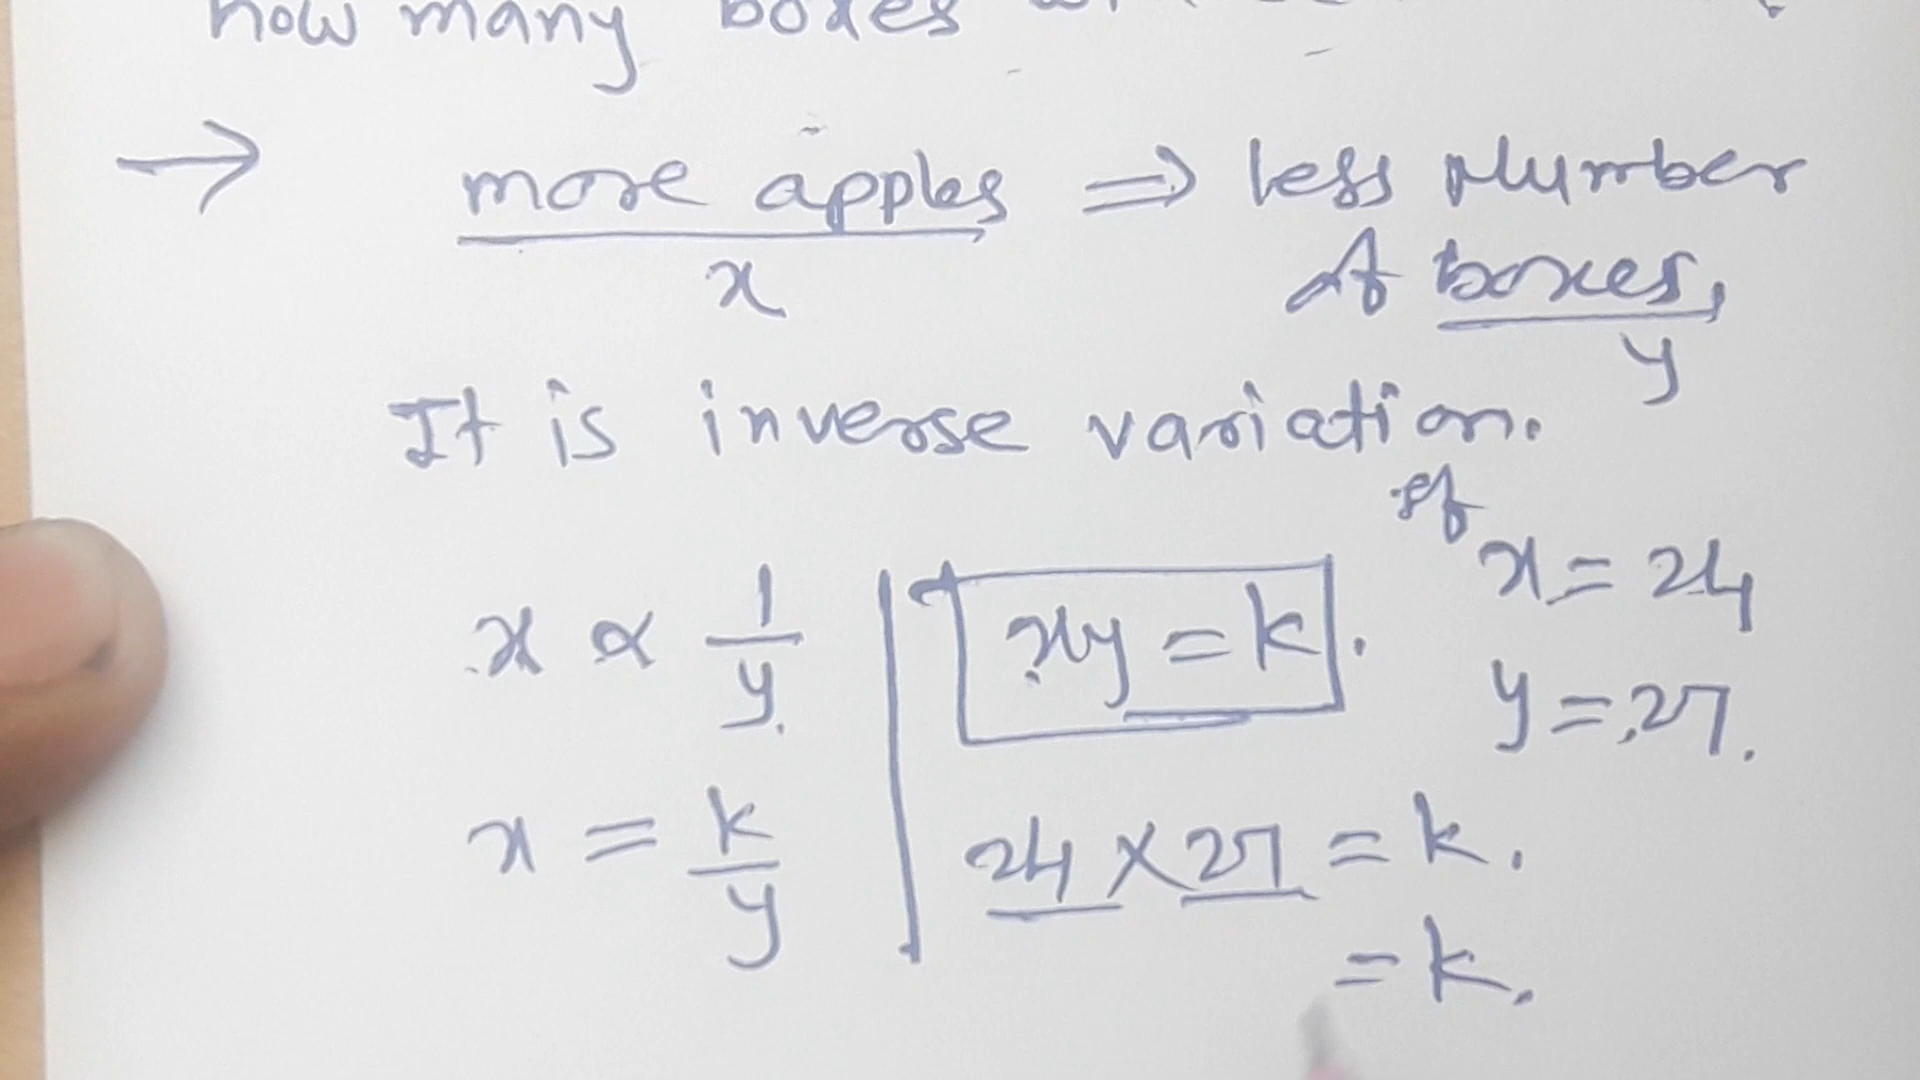 how many boxes
→ more apples ⇒ less Number
x of boxes,
y
It is inverse variation.
if
x ∝ 1/y | xy = k. x = 24
y = 27.
x = k/y | 24 × 27 = k.
= k.